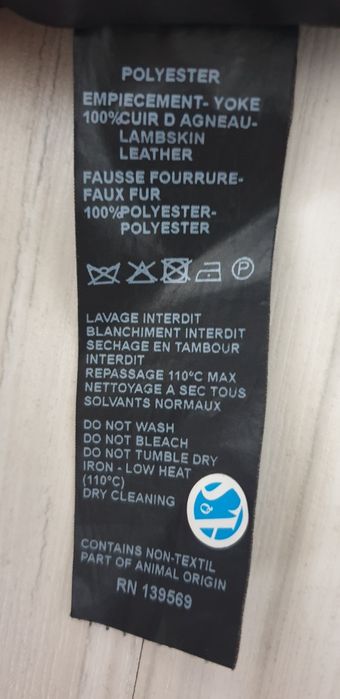 POLYESTER
EMPIECEMENT- YOKE
100%CUIR D AGNEAU-
LAMBSKIN
LEATHER
FAUSSE FOURRURE-
FAUX FUR
100%POLYESTER-
POLYESTER
P
LAVAGE INTERDIT
BLANCHIMENT INTERDIT
SECHAGE EN TAMBOUR
INTERDIT
REPASSAGE 110ºC MAX
NETTOYAGE A SEC TOUS
SOLVANTS NORMAUX
DO NOT WASH
DO NOT BLEACH
DO NOT TUMBLE DRY
IRON - LOW HEAT
(110ºC)
DRY CLEANING
CONTAINS NON-TEXTIL
PART OF ANIMAL ORIGIN
RN 139569